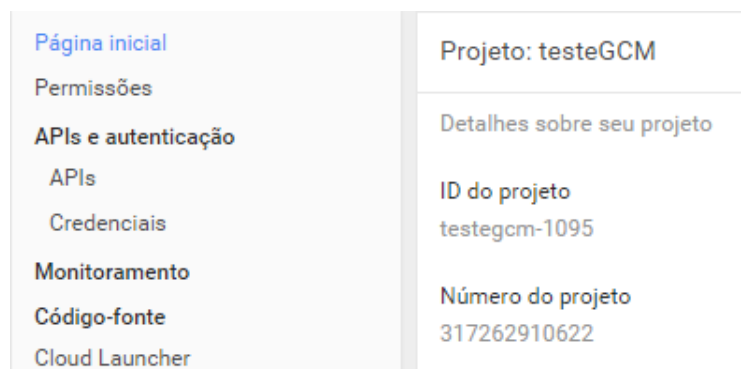 Página inicial
Permissões
APIs e autenticação
APIs
Credenciais
Monitoramento
Código-fonte
Cloud Launcher
Projeto: testeGCM
Detalhes sobre seu projeto
ID do projeto
testegcm-1095
Número do projeto
317262910622